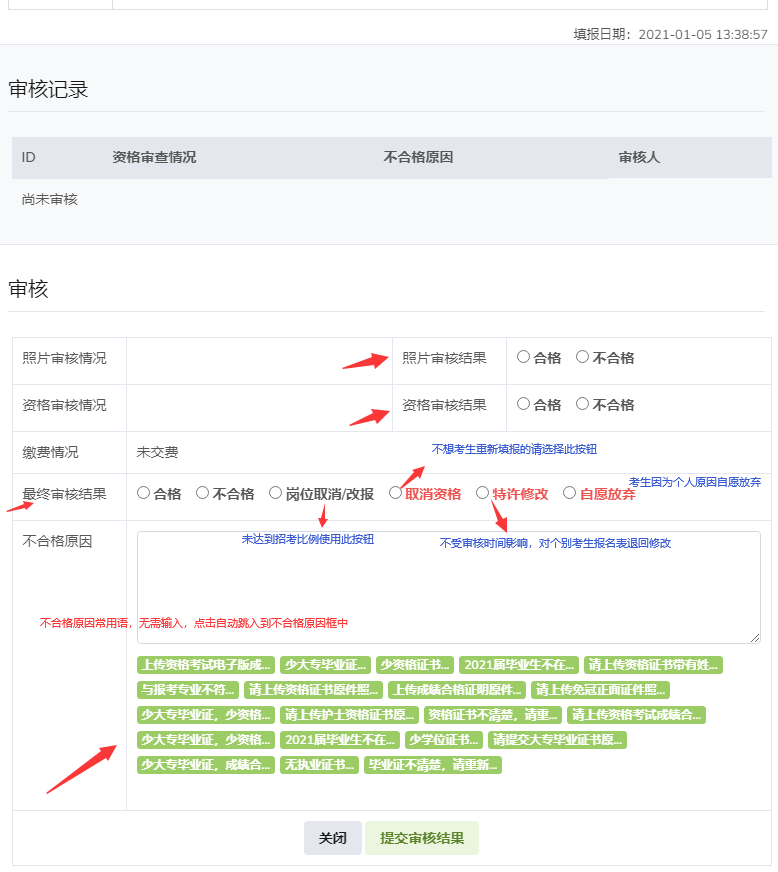 填报日期：2021-01-05 13:38:57
审核记录
ID 资格审查情况 不合格原因 审核人
尚未审核
审核
照片审核情况 照片审核结果 合格 不合格
资格审核情况 资格审核结果 合格 不合格
缴费情况 未交费 不想考生重新填报的请选择此按钮
考生因为个人原因自愿放弃
最终审核结果 合格 不合格 岗位取消/改报 取消资格 特许修改 自愿放弃
不合格原因 未达到招考比例使用此按钮 不受审核时间影响，对个别考生报名表退回修改
不合格原因常用语，无需输入，点击自动跳入到不合格原因框中
上传资格考试电子版成... 少大专毕业证... 少资格证书... 2021届毕业生不在... 请上传资格证书带有姓...
与报考专业不符... 请上传资格证书原件照... 上传成绩合格证明原件... 请上传免冠正面证件照...
少大专毕业证，少资格... 请上传护士资格证书原... 资格证书不清楚，请重... 请上传资格考试成绩合...
少大专毕业证，少资格... 2021届毕业生不在... 少学位证书... 请提交大专毕业证书原...
少大专毕业证，成绩合... 无执业证书... 毕业证不清楚，请重新...
关闭 提交审核结果